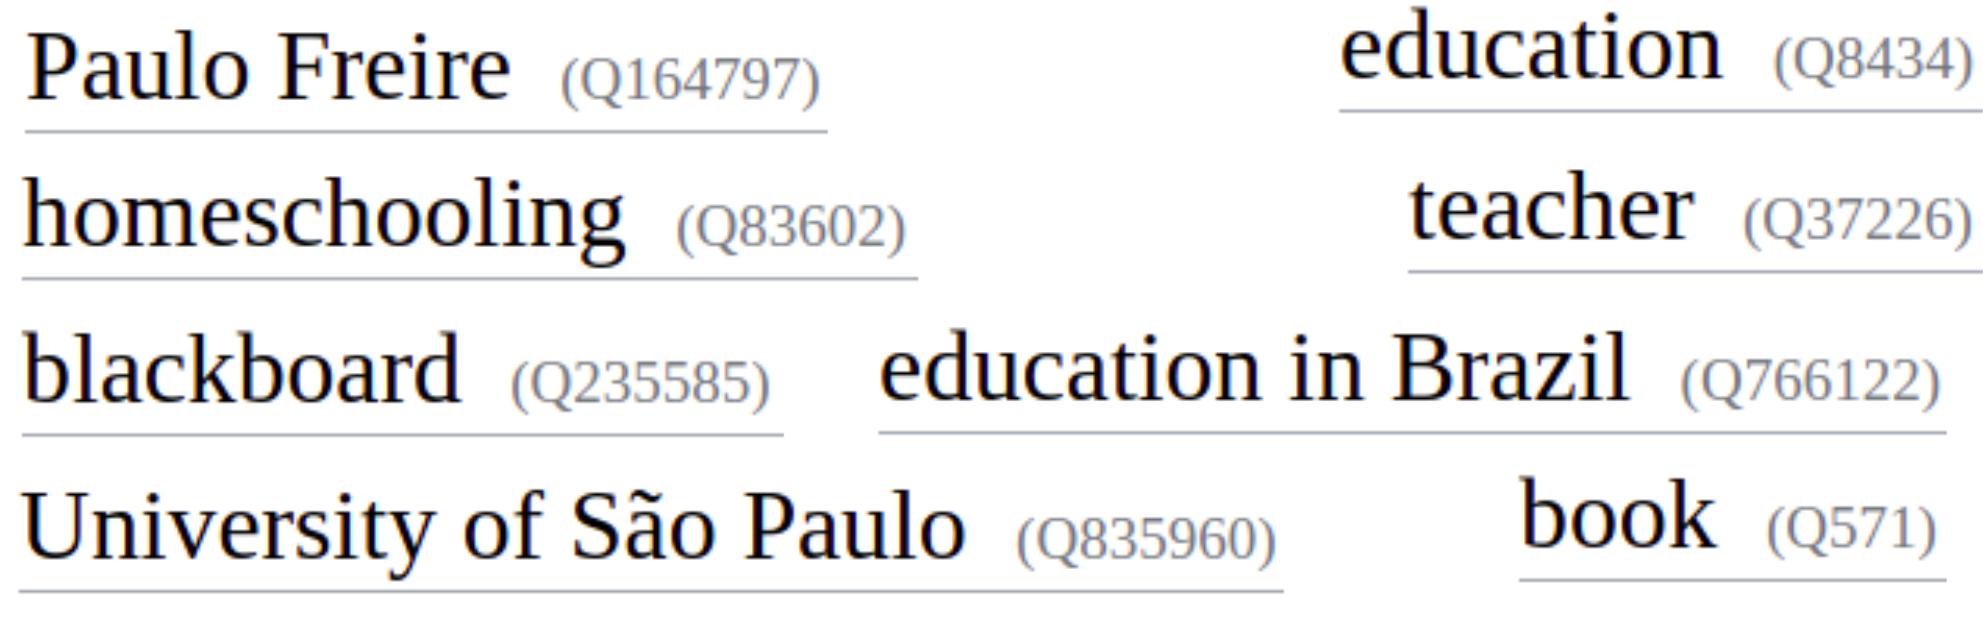 Paulo Freire (Q164797)
education (Q8434)
homeschooling (Q83602)
teacher (Q37226)
blackboard (Q235585)
education in Brazil (Q766122)
University of São Paulo (Q835960)
book (Q571)